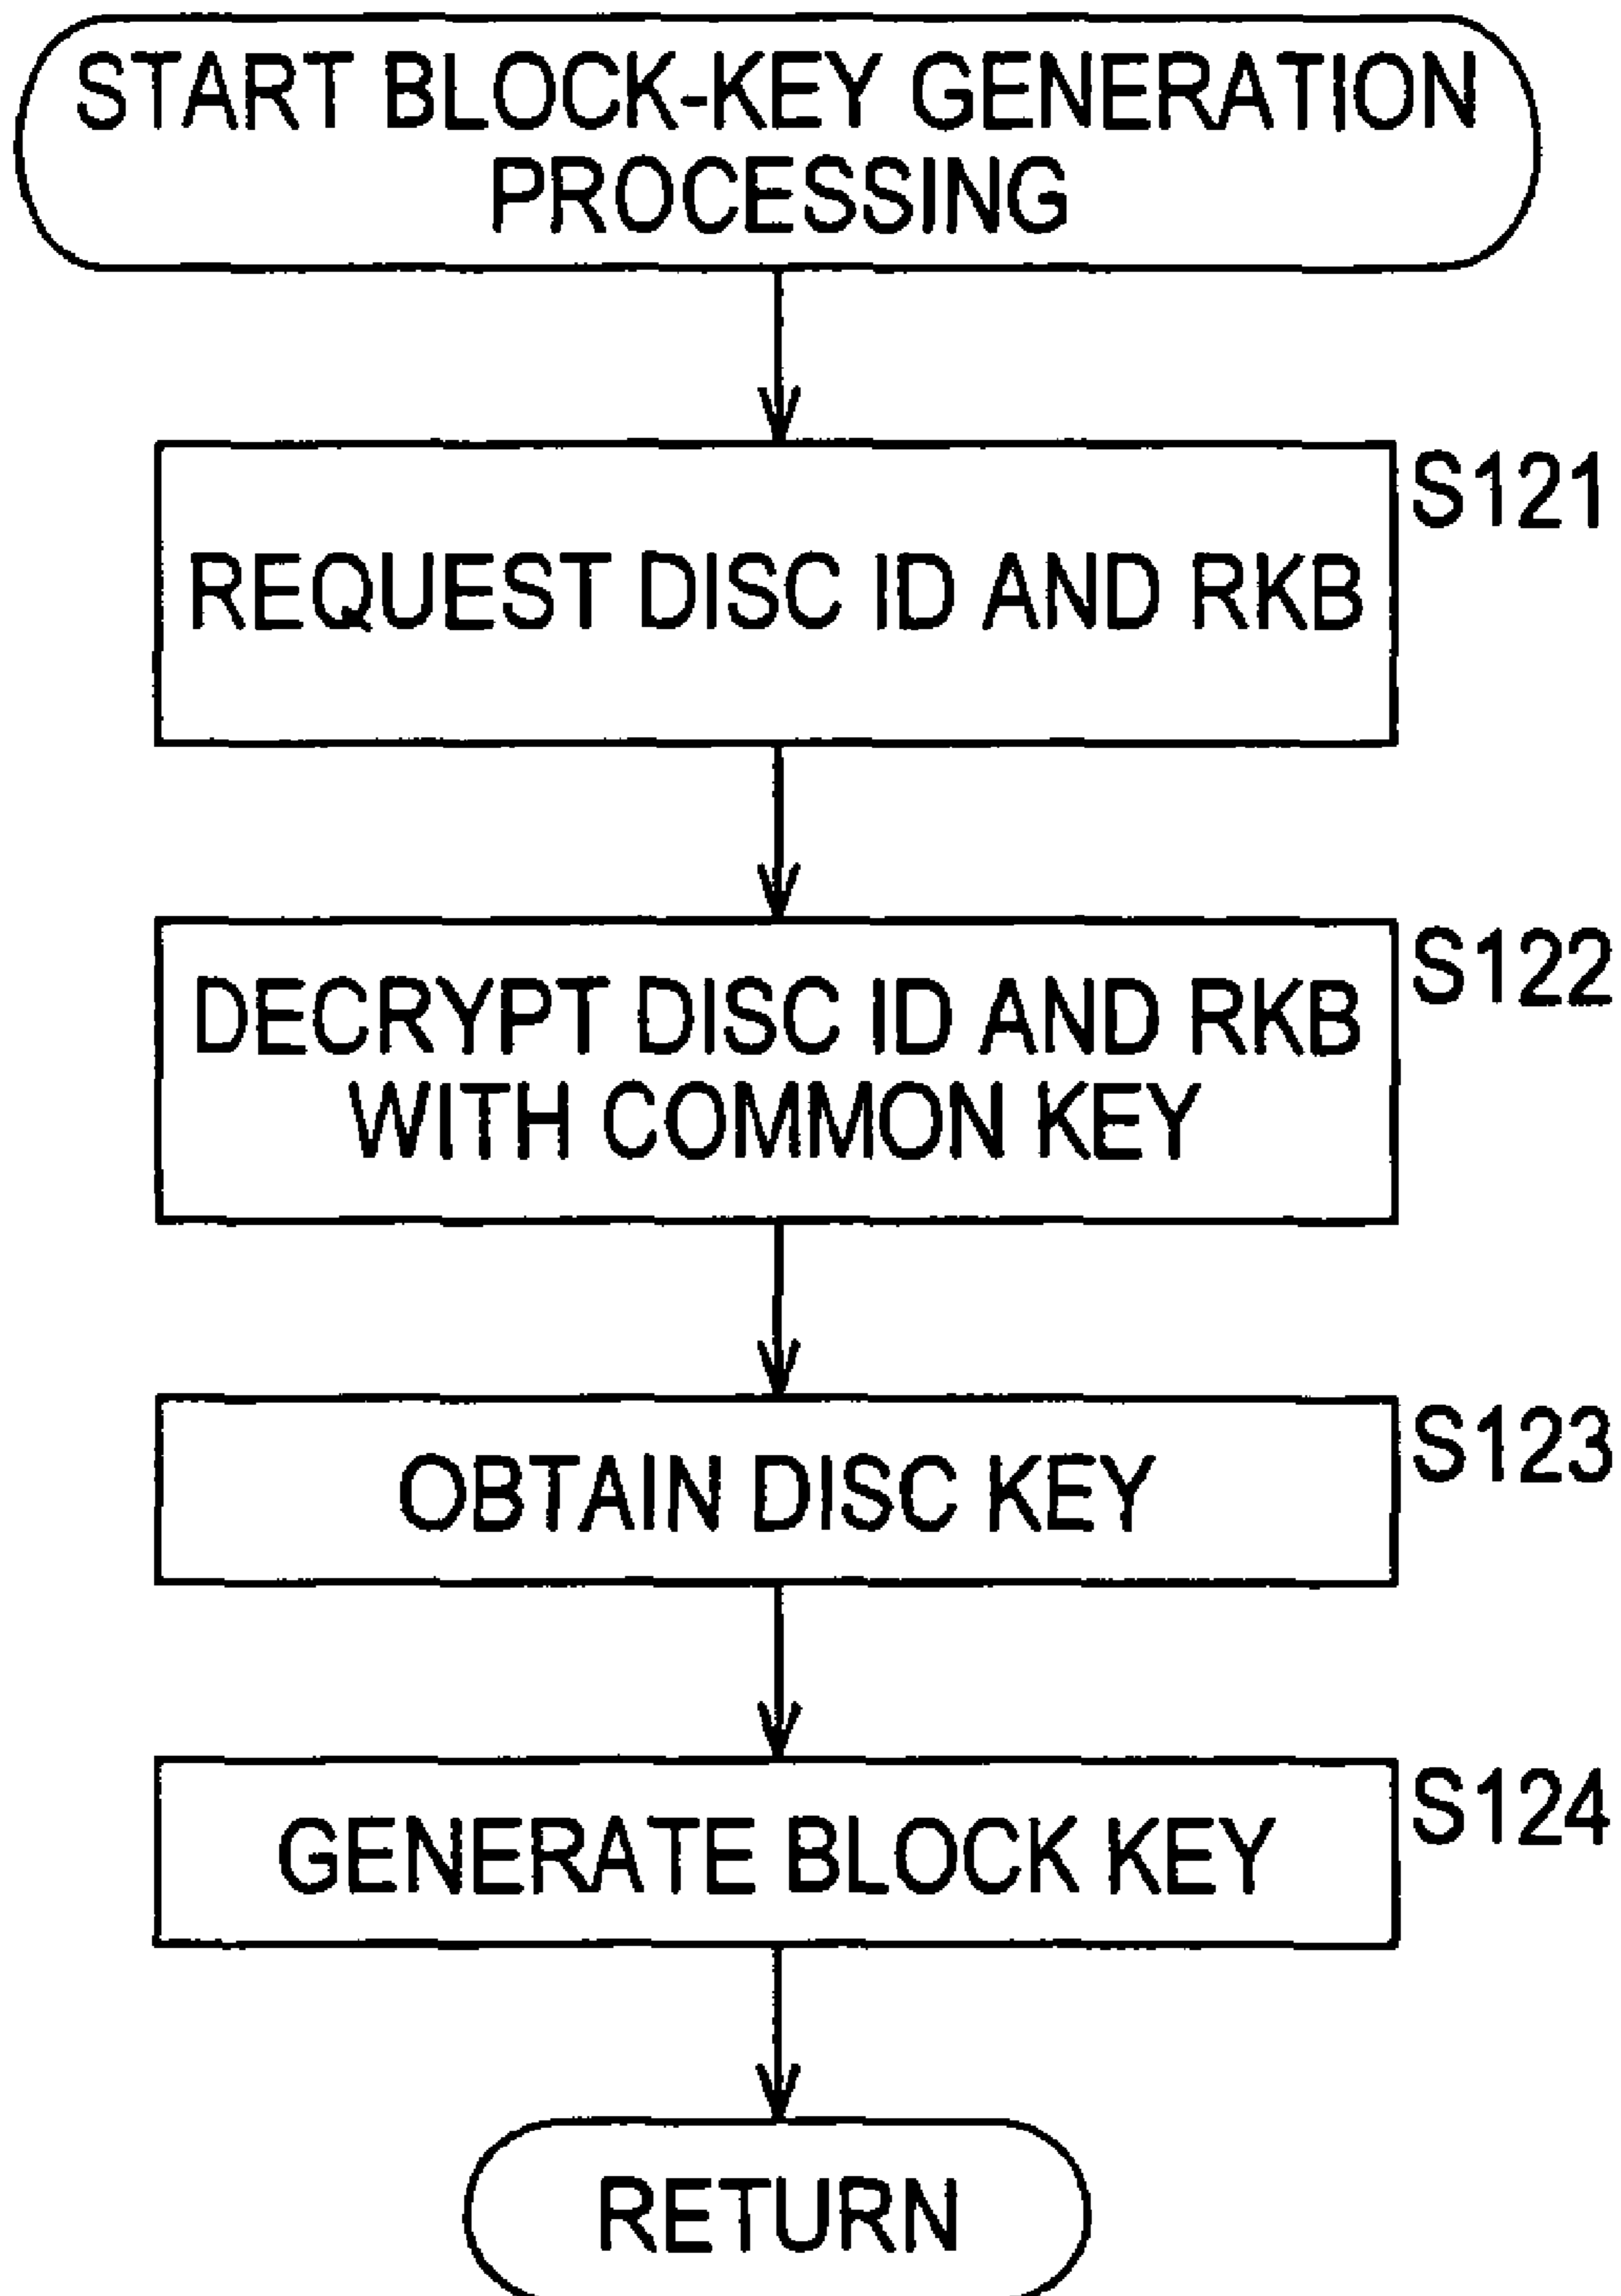 START BLOCK-KEY GENERATION
PROCESSING
S121
REQUEST DISC ID AND RKB
S122
DECRYPT DISC ID AND RKB
WITH COMMON KEY
S123
OBTAIN DISC KEY
S124
GENERATE BLOCK KEY
RETURN